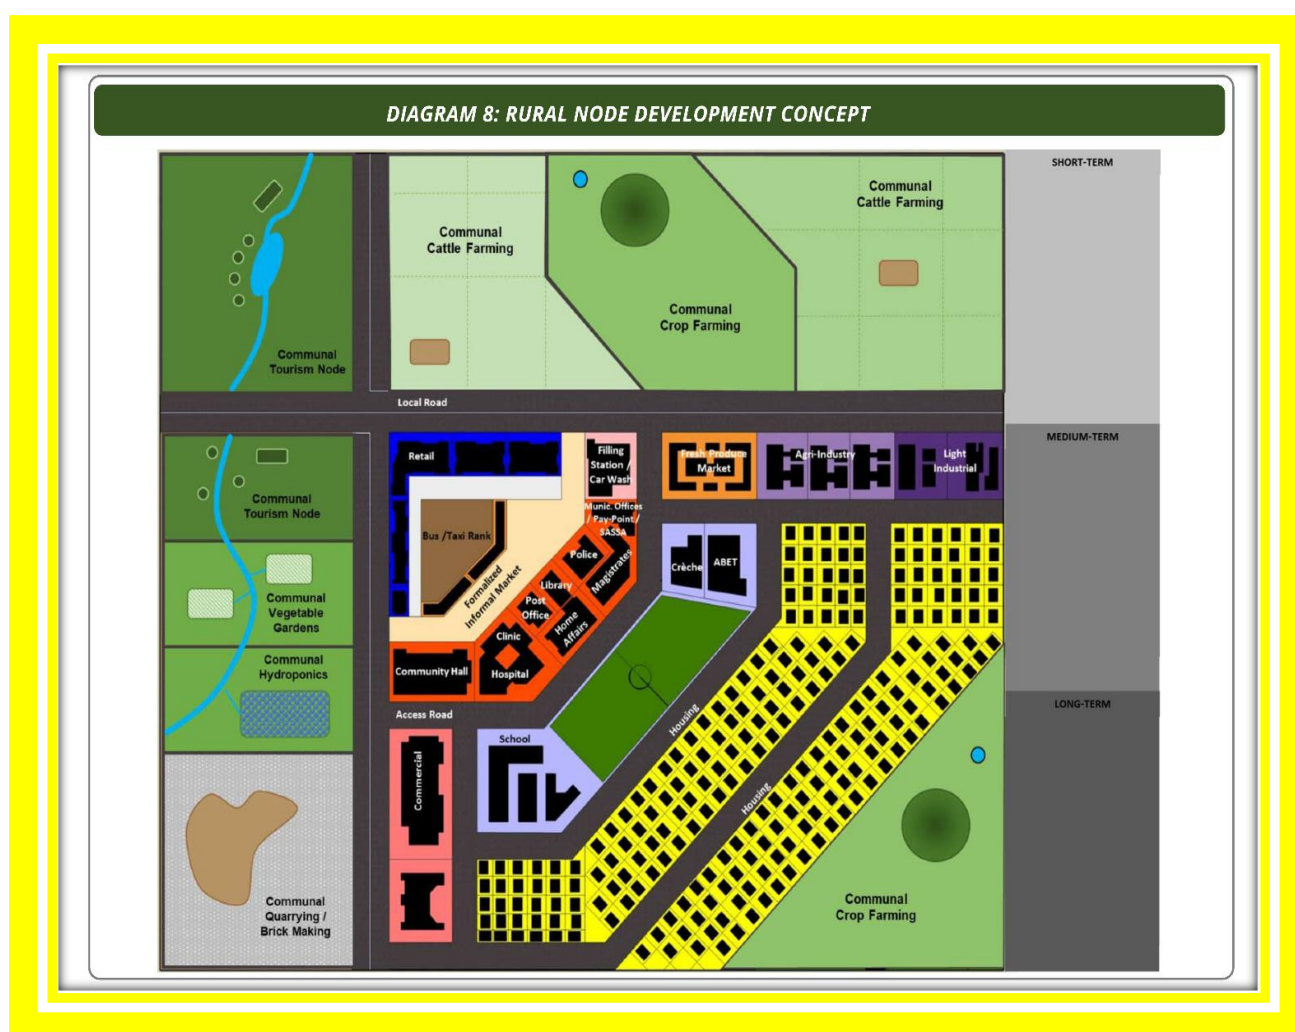 DIAGRAM 8: RURAL NODE DEVELOPMENT CONCEPT
SHORT-TERM
Communal
Cattle Farming
Communal
Cattle Farming
Communal
Crop Farming
Communal
Tourism Node
Local Road
MEDIUM-TERM
Retail
Filling
Station /
Car Wash
Fresh Produce
Market
Agri-Industry
Light
Industrial
Communal
Tourism Node
Bus /Taxi Rank
Munic. Offices
/ Pay-Point /
SASSA
Police
Magistrates
Crèche
ABET
Formalized
Informal Market
Library
Post
Office
Home
Affairs
Communal
Vegetable
Gardens
Clinic
Hospital
Community Hall
Communal
Hydroponics
Access Road
LONG-TERM
Housing
School
Commercial
Housing
Communal
Quarrying /
Brick Making
Communal
Crop Farming